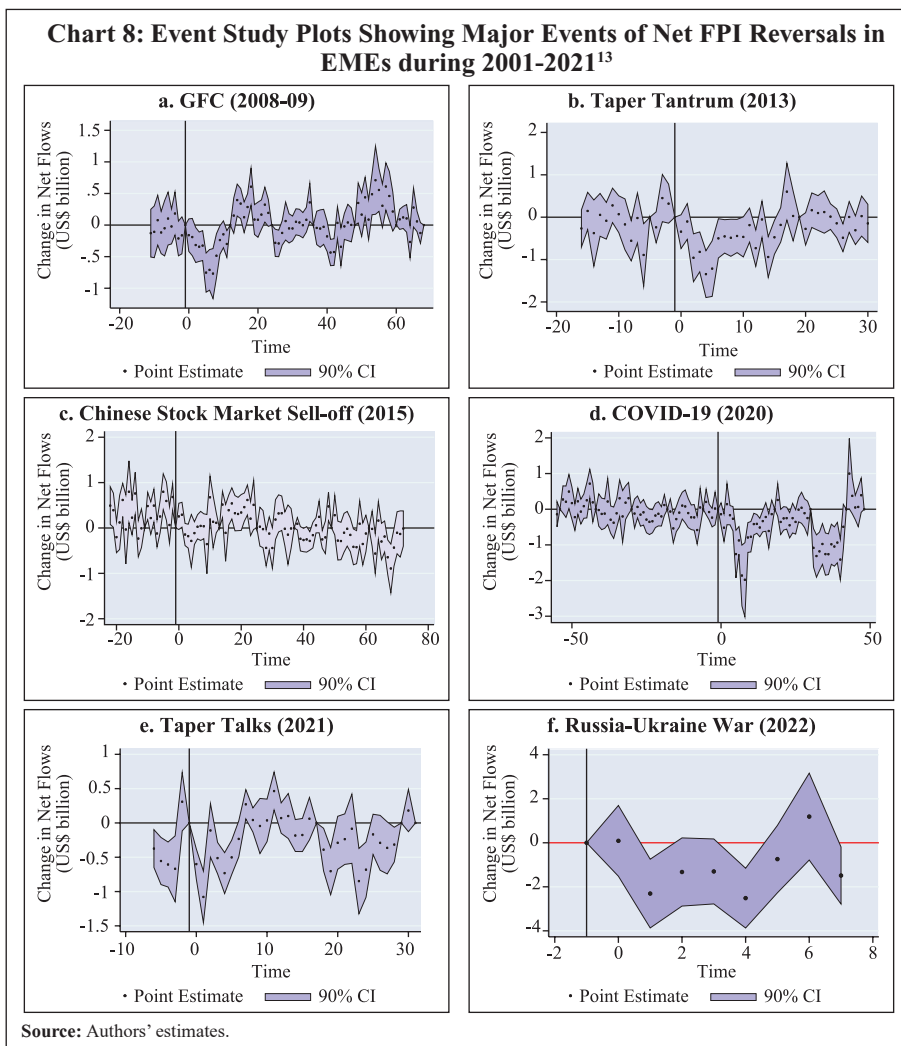 Chart 8: Event Study Plots Showing Major Events of Net FPI Reversals in
EMEs during 2001-2021¹³
a. GFC (2008-09)
Change in Net Flows
(US$ billion)
1.5
1
.5
0
-.5
-1
-20 0 20 40 60
Time
• Point Estimate 90% CI
b. Taper Tantrum (2013)
Change in Net Flows
(US$ billion)
2
1
0
-1
-2
-20 -10 0 10 20 30
Time
• Point Estimate 90% CI
c. Chinese Stock Market Sell-off (2015)
Change in Net Flows
(US$ billion)
2
1
0
-1
-2
-20 0 20 40 60 80
Time
• Point Estimate 90% CI
d. COVID-19 (2020)
Change in Net Flows
(US$ billion)
2
1
0
-1
-2
-3
-50 0 50
Time
• Point Estimate 90% CI
e. Taper Talks (2021)
Change in Net Flows
(US$ billion)
1
0.5
0
-0.5
-1
-1.5
-10 0 10 20 30
Time
• Point Estimate 90% CI
f. Russia-Ukraine War (2022)
Change in Net Flows
(US$ billion)
4
2
0
-2
-4
-2 0 2 4 6 8
Time
• Point Estimate 90% CI
Source: Authors' estimates.